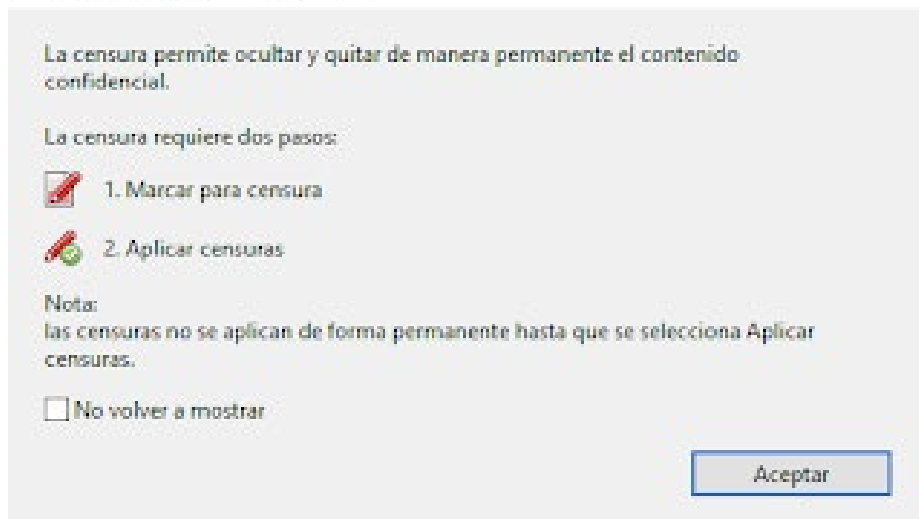 La censura permite ocultar y quitar de manera permanente el contenido
confidencial.
La censura requiere dos pasos:
1. Marcar para censura
2. Aplicar censuras
Nota:
las censuras no se aplican de forma permanente hasta que se selecciona Aplicar
censuras.
No volver a mostrar
Aceptar